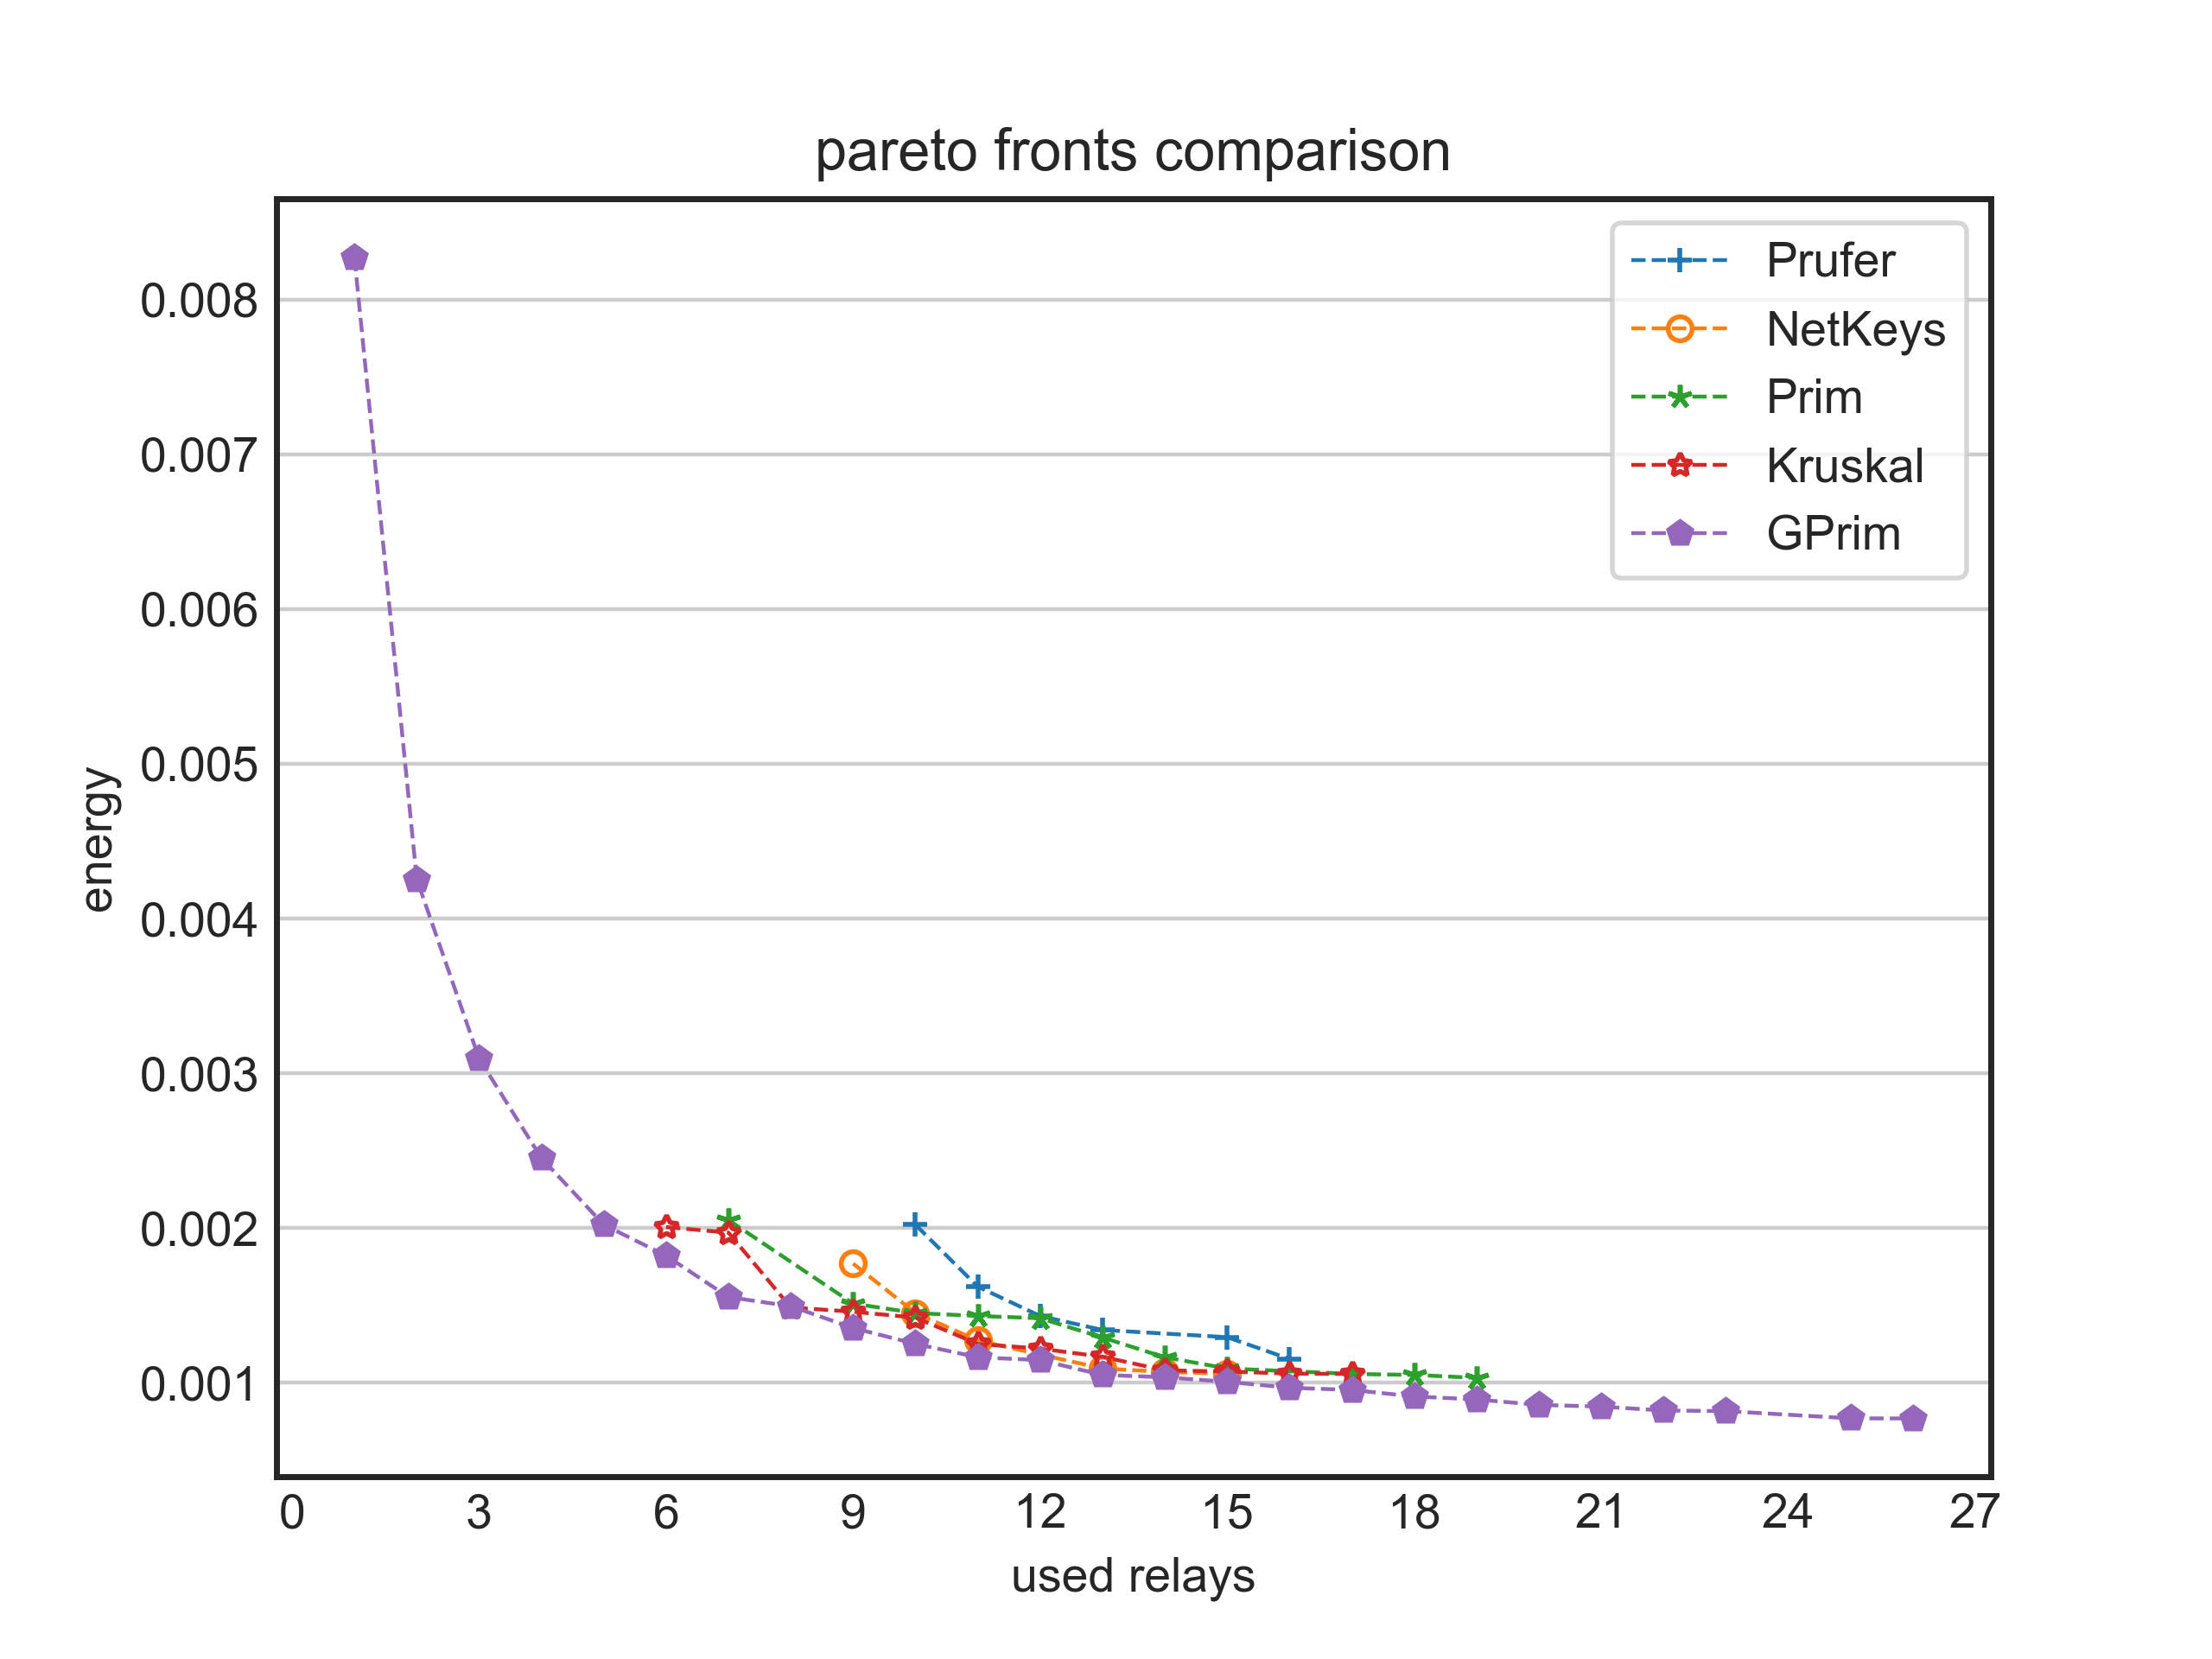 pareto fronts comparison
Prufer
NetKeys
Prim
Kruskal
GPrim
energy
0.008
0.007
0.006
0.005
0.004
0.003
0.002
0.001
0 3 6 9 12 15 18 21 24 27
used relays